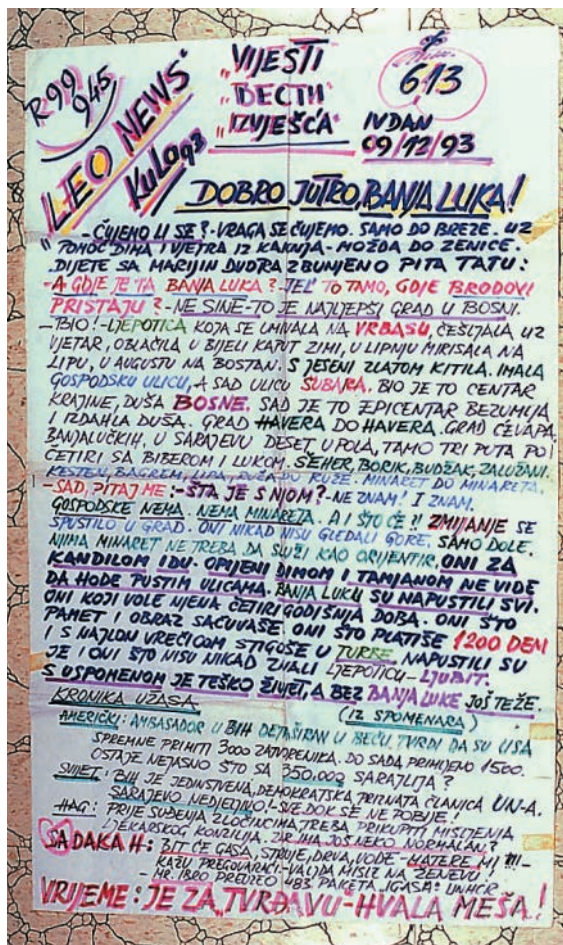 R99
945
"VIJESTI
"ВЕСТИ
"IZVJEŠĆA"
613
LEO NEWS"
Kula93
IV DAN
09/12/93
DOBRO JUTRO, BANJA LUKA!
- ČUJEMO LI SE? - VRAGA SE ČUJEMO. SAMO DO BREZE. UZ
POMOĆ DIMA I VJETRA IZ KAKNJA - MOŽDA DO ZENICE.
DIJETE SA MARIJIN DVORA ZBUNJENO PITA TATU:
- A GDJE JE TA BANJA LUKA? - JEL' TO TAMO, GDJE BRODOVI
PRISTAJU? - NE SINE - TO JE NAJLJEPŠI GRAD U BOSNI.
- BIO! - LJEPOTICA KOJA SE UMIVALA NA VRBASU, ČEŠLJALA UZ
VJETAR, OBLAČILA U BIJELI KAPUT ZIMI, U LIPNJU MIRISALA NA
LIPU, U AUGUSTU NA BOSTAN. S JESENI ZLATOM KITILA. IMALA
GOSPODSKU ULICU, A SAD ULICU SUBARA. BIO JE TO CENTAR
KRAJINE, DUŠA BOSNE. SAD JE TO EPICENTAR BEZUMIJA
I IZDAHLA DUŠA. GRAD HAVERA DO HAVERA. GRAD ĆEVAPA.
BANJALUČKIH, U SARAJEVU DESET U POLA, TAMO TRI PUTA PO
ČETIRI SA BIBEROM I LUKOM. ŠEHER, BORIK, BUDŽAK, ZALUŽANI.
KESTEN, BAGREM, LIPA, RUŽA DO RUŽE. MINARET DO MINARETA.
- SAD, PITAJ ME: - ŠTA JE S NJOM? - NE ZNAM! I ZNAM.
GOSPODSKE NEMA, NEMA MINARETA. A I ŠTO ĆE?! ZMIJANJE SE
SPUSTILO U GRAD. ONI NIKAD NISU GLEDALI GORE. SAMO DOLE.
NJIMA MINARET NE TREBA DA SLUŽI KAO ORIJENTIR, ONI ZA
KANDILOM IDU. OPIJENI DIMOM I TAMJANOM NE VIDE
DA HODE PUSTIM ULICAMA. BANJA LUKU SU NAPUSTILI SVI.
ONI KOJI VOLE NJENA ČETIRI GODIŠNJA DOBA. ONI ŠTO
PAMET I OBRAZ SAČUVAŠE. ONI ŠTO PLATIŠE 1200 DEM
I S NAJLON VREĆICOM STIGOŠE U TURBE. NAPUSTILI SU
JE I ONI ŠTO NISU NIKAD ZNALI LJEPOTICU - LJUBIT.
S USPOMENOM JE TEŠKO ŽIVJET, A BEZ BANJA LUKE JOŠ TEŽE.
KRONIKA UŽASA (IZ SPOMENARA)
AMERIČKI: AMBASADOR U BIH DETAŠIRAN U BEČU, TVRDI DA SU USA
SPREMNE PRIMITI 3000 ZATVORENIKA. DO SADA PRIMIJENO 1500.
OSTAJE NEJASNO ŠTO SA 350.000 SARAJLIJA?
SVIJET: BIH JE JEDINSTVENA, DEMOKRATSKA PRIZNATA ČLANICA UN-A.
SARAJEVO NEDJELJIVO! - SVE DOK SE NE POBIJE!
HAG: PRIJE SUĐENJA ZLOČINCIMA TREBA PRIKUPITI MIŠLJENJA
LJEKARSKOG KONZILIJA. DA IMA JOŠ NEKO NORMALAN?
SADAKA H: BIT ĆE GASA, STRUJE, DRVA, VODE - MATERE MI!!! -
KAŽU PREGOVARAČI - VALJDA MISLE NA ŽENEVU!
- MR. IBRO PREUZEO 483 PAKETA "IGASA" UNHCR
VRIJEME: JE ZA "TVRĐAVU - HVALA MEŠA!